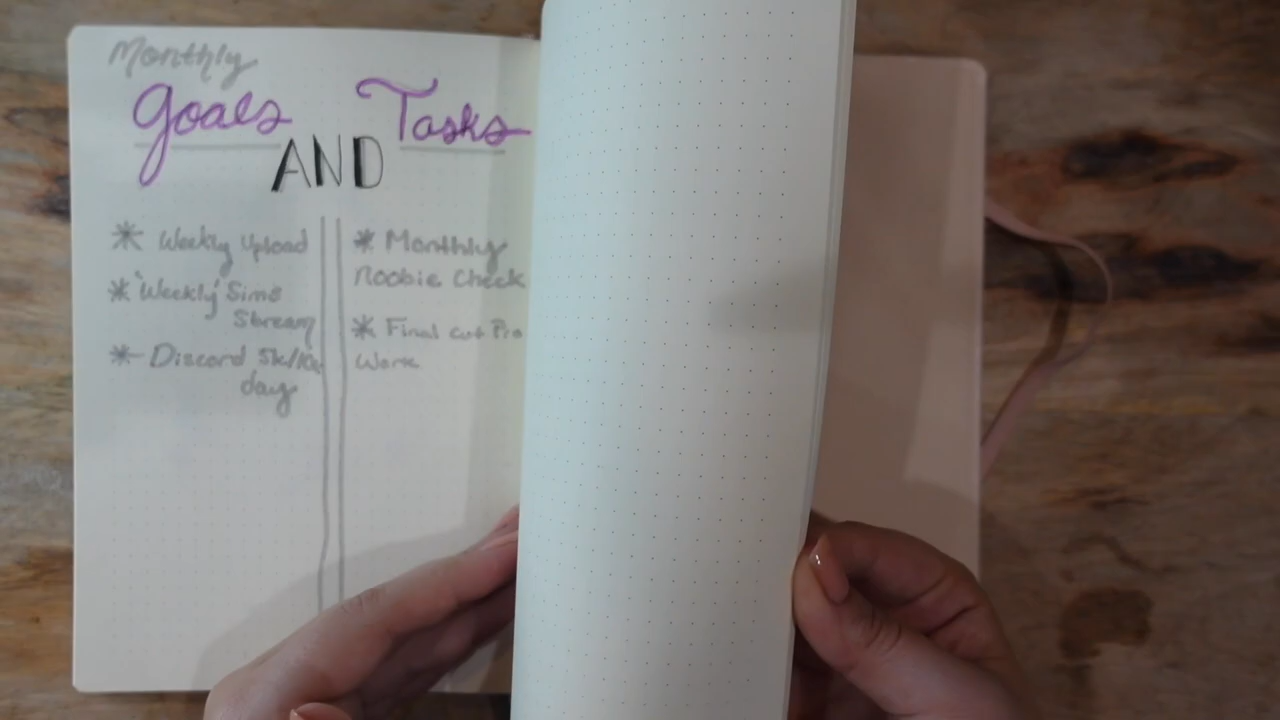 Monthly
Goals Tasks
AND
* Weekly Upload
* "Weekly" Sims
Stream
* Discord 5k/10k
day
* Monthly
Noobie Check
* Final cut Pro
Work